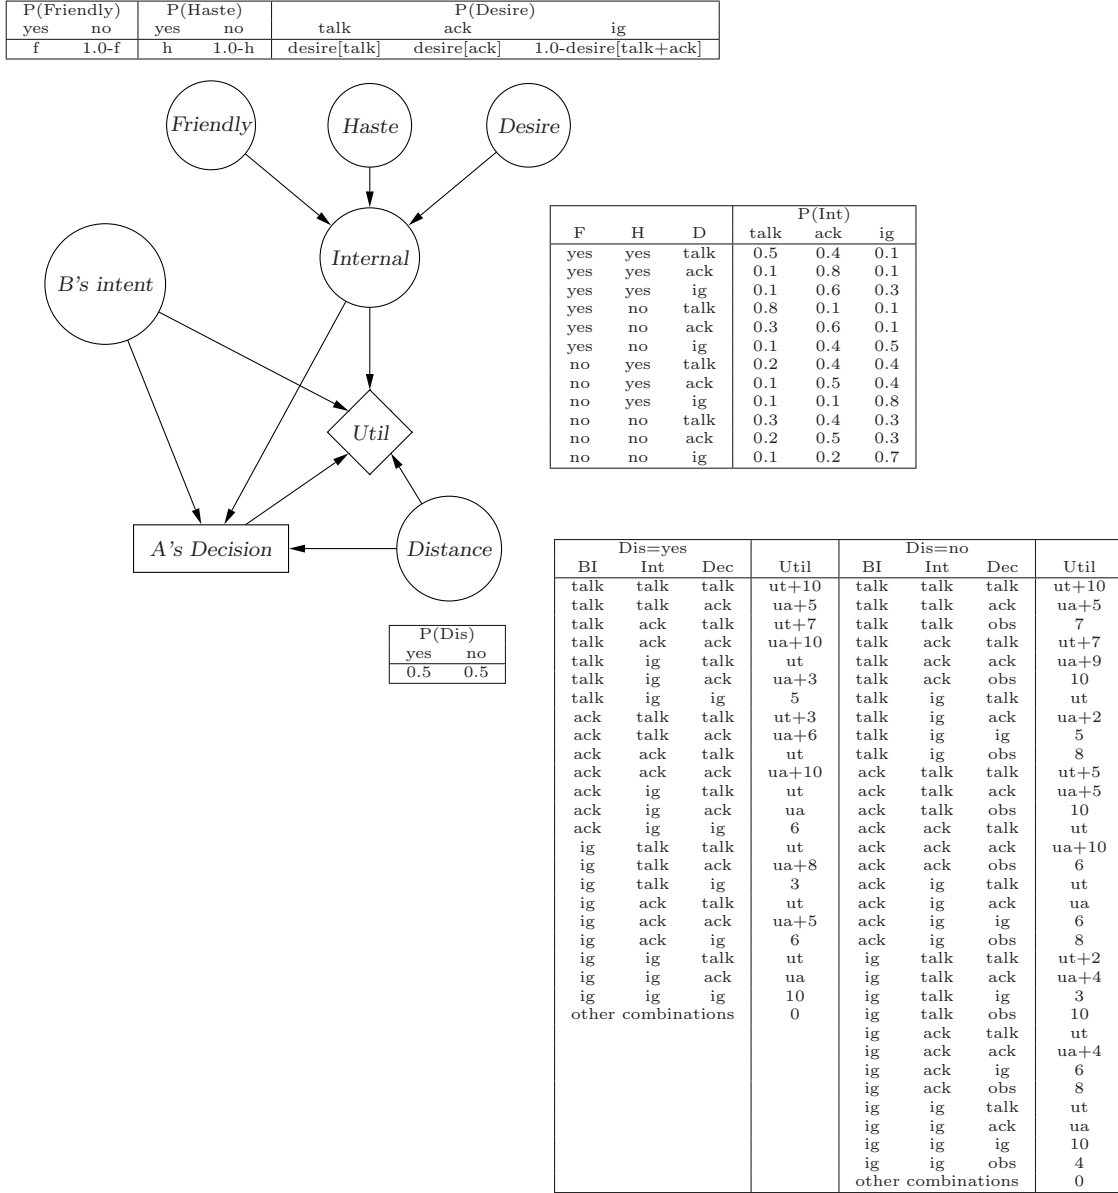 P(Friendly) P(Haste) P(Desire)
yes no yes no talk ack ig
f 1.0-f h 1.0-h desire[talk] desire[ack] 1.0-desire[talk+ack]
Friendly Haste Desire
Internal
B's intent
Util
A's Decision Distance
P(Dis)
yes no
0.5 0.5
P(Int)
F H D talk ack ig
yes yes talk 0.5 0.4 0.1
yes yes ack 0.1 0.8 0.1
yes yes ig 0.1 0.6 0.3
yes no talk 0.8 0.1 0.1
yes no ack 0.3 0.6 0.1
yes no ig 0.1 0.4 0.5
no yes talk 0.2 0.4 0.4
no yes ack 0.1 0.5 0.4
no yes ig 0.1 0.1 0.8
no no talk 0.3 0.4 0.3
no no ack 0.2 0.5 0.3
no no ig 0.1 0.2 0.7
Dis=yes Dis=no
BI Int Dec Util BI Int Dec Util
talk talk talk ut+10 talk talk talk ut+10
talk talk ack ua+5 talk talk ack ua+5
talk ack talk ut+7 talk talk obs 7
talk ack ack ua+10 talk ack talk ut+7
talk ig talk ut talk ack ack ua+9
talk ig ack ua+3 talk ack obs 10
talk ig ig 5 talk ig talk ut
ack talk talk ut+3 talk ig ack ua+2
ack talk ack ua+6 talk ig ig 5
ack ack talk ut talk ig obs 8
ack ack ack ua+10 ack talk talk ut+5
ack ig talk ut ack talk ack ua+5
ack ig ack ua ack talk obs 10
ack ig ig 6 ack ack talk ut
ig talk talk ut ack ack ack ua+10
ig talk ack ua+8 ack ack obs 6
ig talk ig 3 ack ig talk ut
ig ack talk ut ack ig ack ua
ig ack ack ua+5 ack ig ig 6
ig ack ig 6 ack ig obs 8
ig ig talk ut ig talk talk ut+2
ig ig ack ua ig talk ack ua+4
ig ig ig 10 ig talk ig 3
other combinations 0 ig talk obs 10
ig ack talk ut
ig ack ack ua+4
ig ack ig 6
ig ack obs 8
ig ig talk ut
ig ig ack ua
ig ig ig 10
ig ig obs 4
other combinations 0